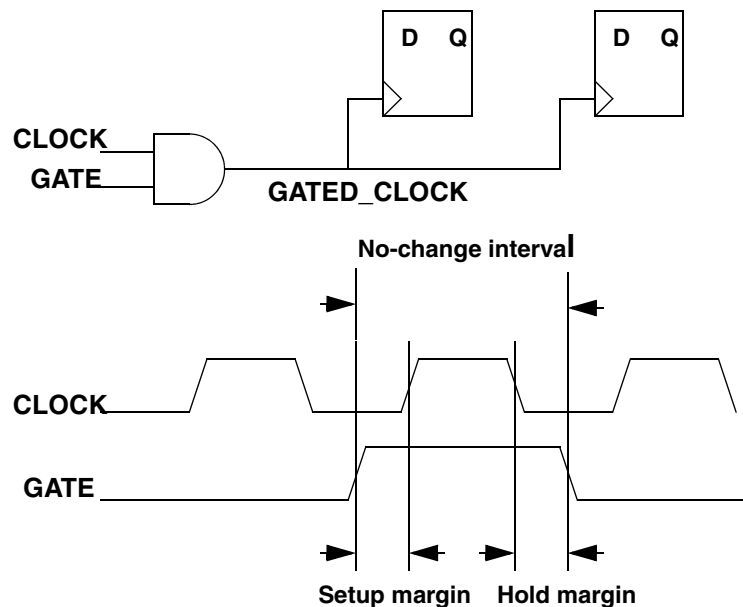 D Q
D Q
CLOCK
GATE
GATED_CLOCK
No-change interval
CLOCK
GATE
Setup margin
Hold margin